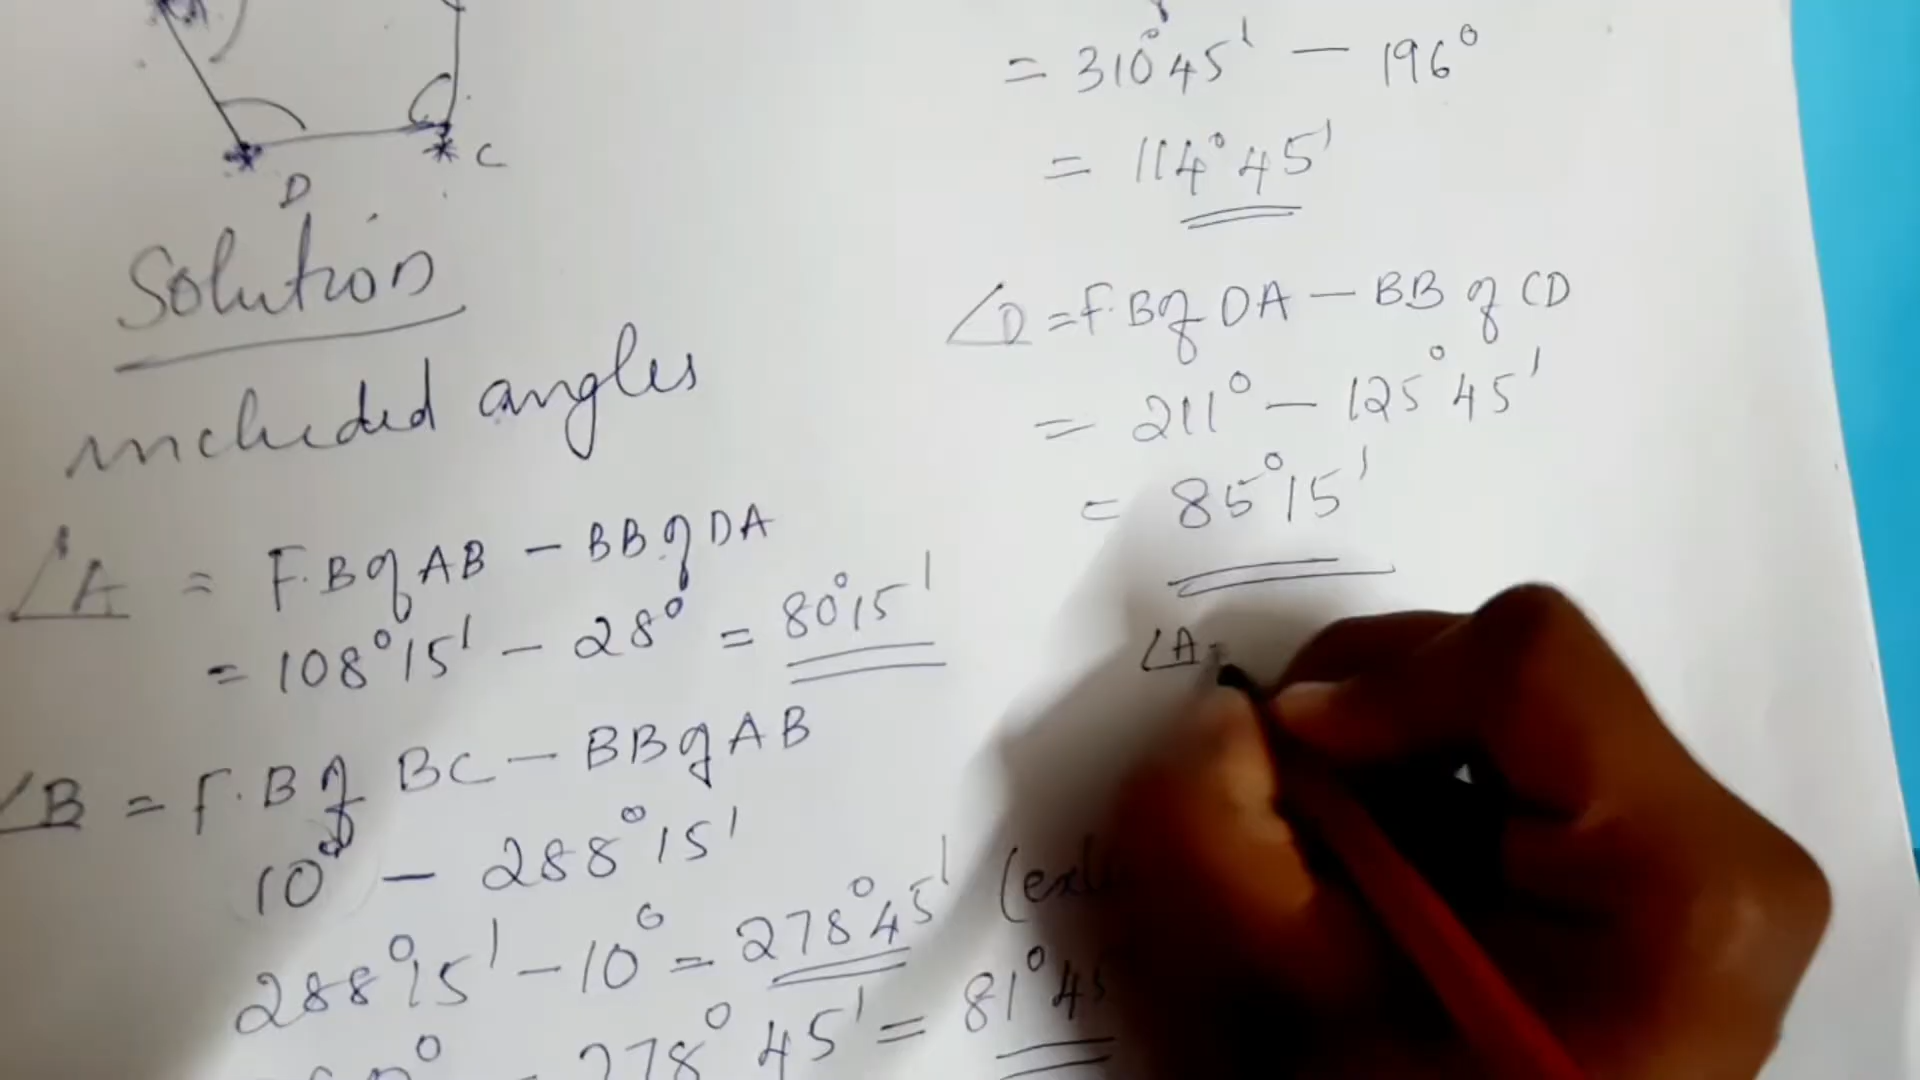 D
C
Solution
included angles
∠A = F.B of AB - BB of DA
= 108°15' - 28° = 80°15'
∠B = F.B of BC - BB of AB
10° - 288°15'
288°15' - 10° = 278°45'
- 278°45' = 81°45
= 310°45' - 196°
= 114°45'
∠D = F.B of DA - BB of CD
= 211° - 125°45'
= 85°15'
∠A =